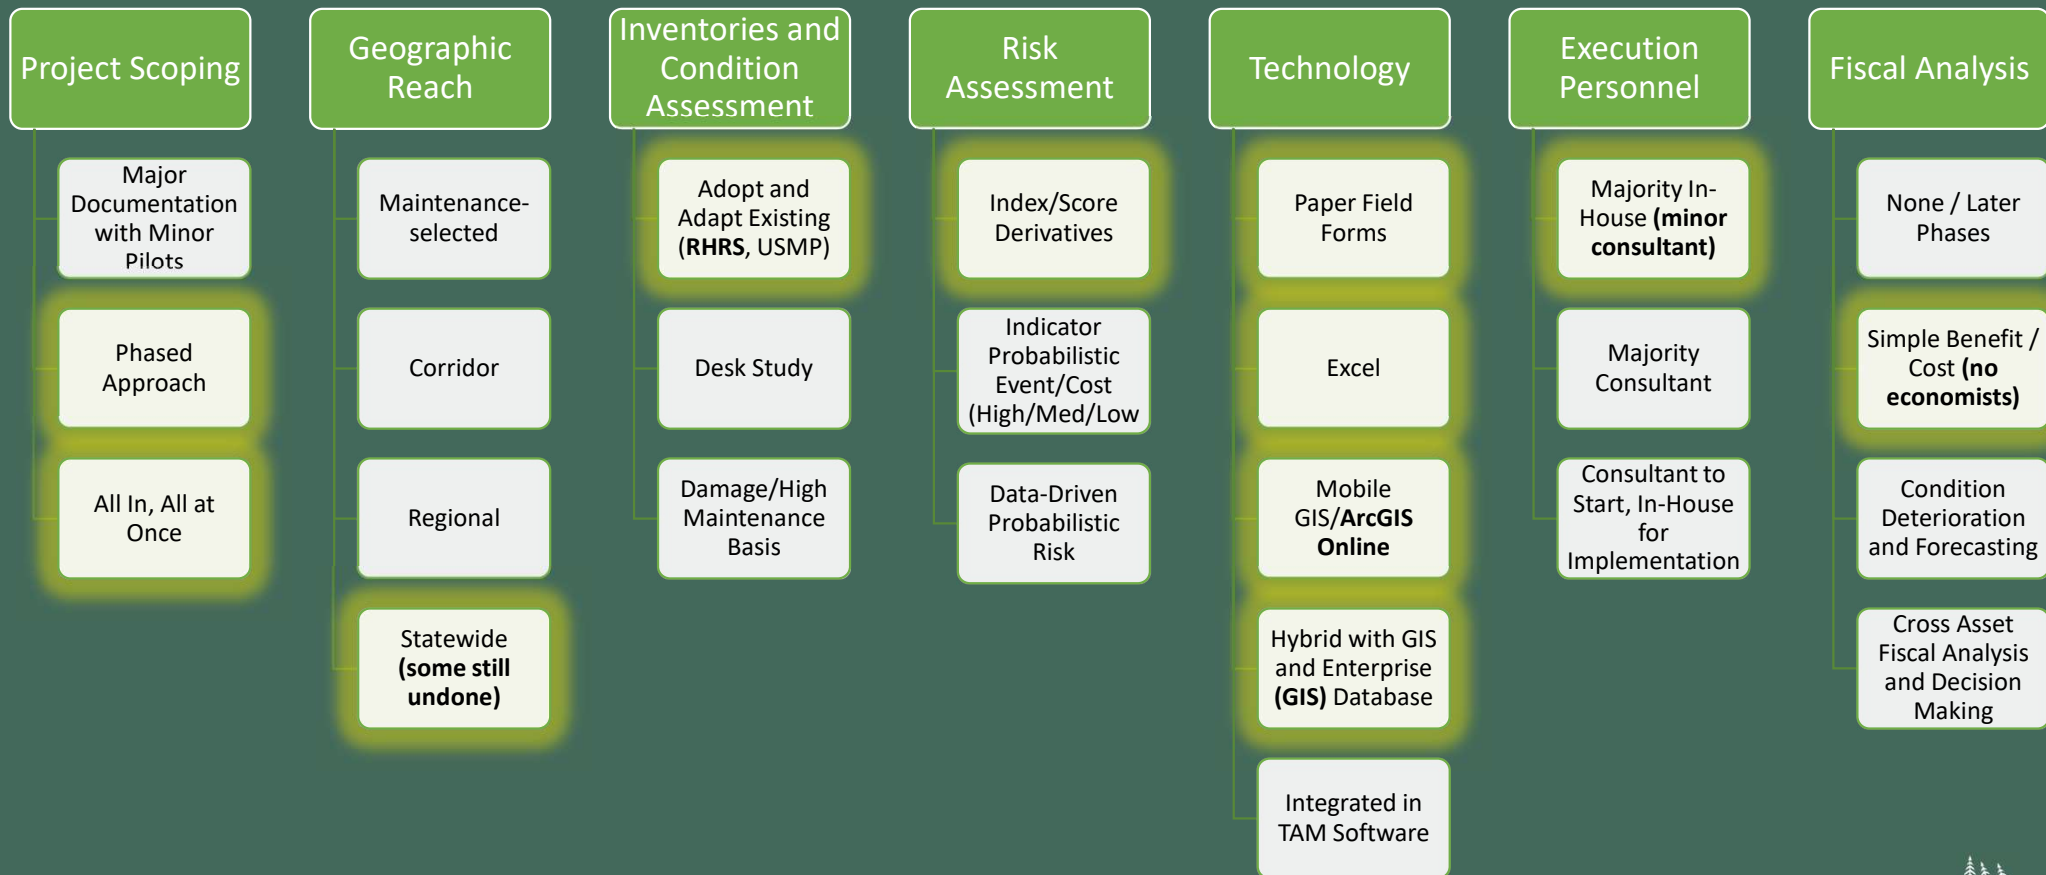 Project Scoping
Major
Documentation
with Minor
Pilots
Phased
Approach
All In, All at
Once
Geographic
Reach
Maintenance-
selected
Corridor
Regional
Statewide
(some still
undone)
Inventories and
Condition
Assessment
Adopt and
Adapt Existing
(RHRS, USMP)
Desk Study
Damage/High
Maintenance
Basis
Risk
Assessment
Index/Score
Derivatives
Indicator
Probabilistic
Event/Cost
(High/Med/Low
Data-Driven
Probabilistic
Risk
Technology
Paper Field
Forms
Excel
Mobile
GIS/ArcGIS
Online
Hybrid with GIS
and Enterprise
(GIS) Database
Integrated in
TAM Software
Execution
Personnel
Majority In-
House (minor
consultant)
Majority
Consultant
Consultant to
Start, In-House
for
Implementation
Fiscal Analysis
None / Later
Phases
Simple Benefit /
Cost (no
economists)
Condition
Deterioration
and Forecasting
Cross Asset
Fiscal Analysis
and Decision
Making